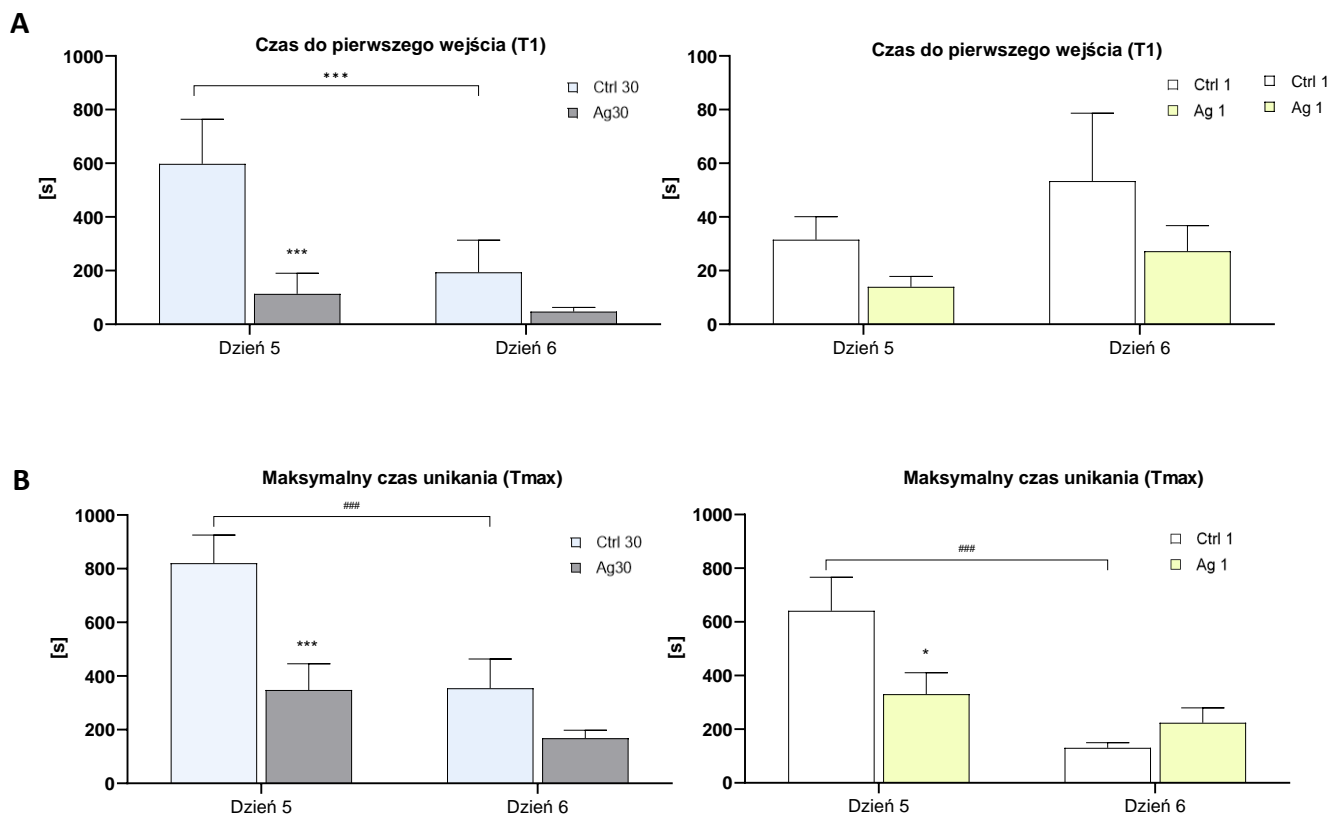 A
Czas do pierwszego wejścia (T1)
1000
800
600
400
200
0
[s]
***
***
Ctrl 30
Ag30
Dzień 5
Dzień 6
Czas do pierwszego wejścia (T1)
100
80
60
40
20
0
[s]
Ctrl 1
Ag 1
Ctrl 1
Ag 1
Dzień 5
Dzień 6
B
Maksymalny czas unikania (Tmax)
1000
800
600
400
200
0
[s]
###
***
Ctrl 30
Ag30
Dzień 5
Dzień 6
Maksymalny czas unikania (Tmax)
1000
800
600
400
200
0
[s]
###
*
Ctrl 1
Ag 1
Dzień 5
Dzień 6